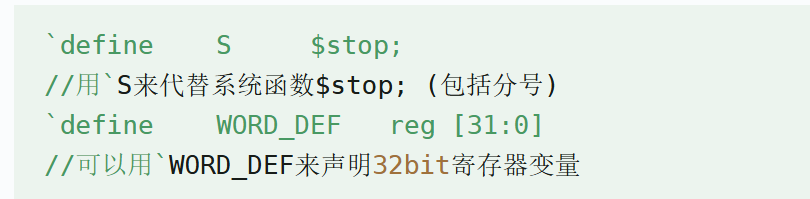 `define    S     $stop;
//用`S来代替系统函数$stop; (包括分号)
`define    WORD_DEF   reg [31:0]
//可以用`WORD_DEF来声明32bit寄存器变量